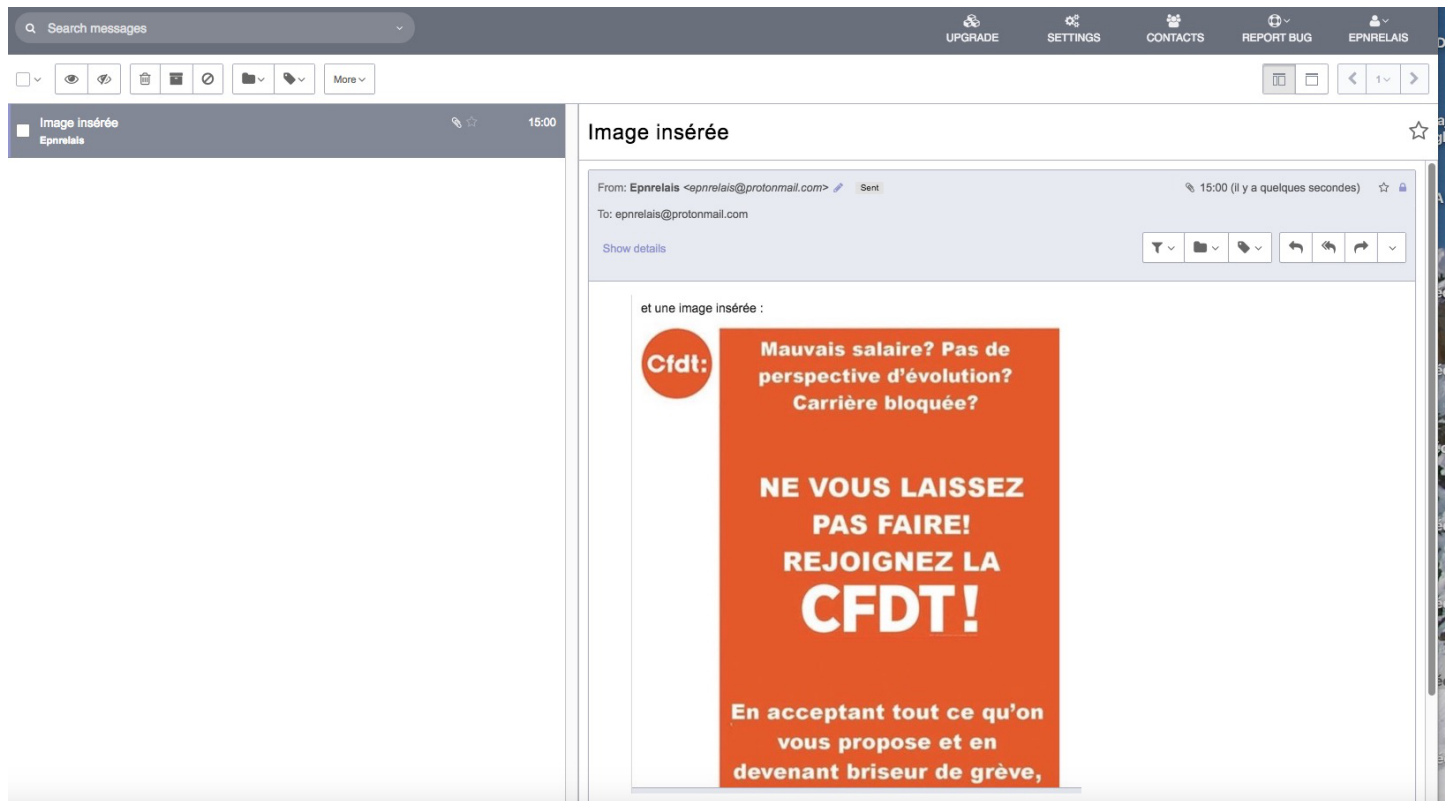 Search messages
UPGRADE
SETTINGS
CONTACTS
REPORT BUG
EPNRELAIS
More
1
Image insérée
15:00
Epnrelais
Image insérée
From: Epnrelais <epnrelais@protonmail.com>
Sent
15:00 (il y a quelques secondes)
To: epnrelais@protonmail.com
Show details
et une image insérée :
Cfdt:
Mauvais salaire? Pas de
perspective d'évolution?
Carrière bloquée?
NE VOUS LAISSEZ
PAS FAIRE!
REJOIGNEZ LA
CFDT!
En acceptant tout ce qu'on
vous propose et en
devenant briseur de grève,